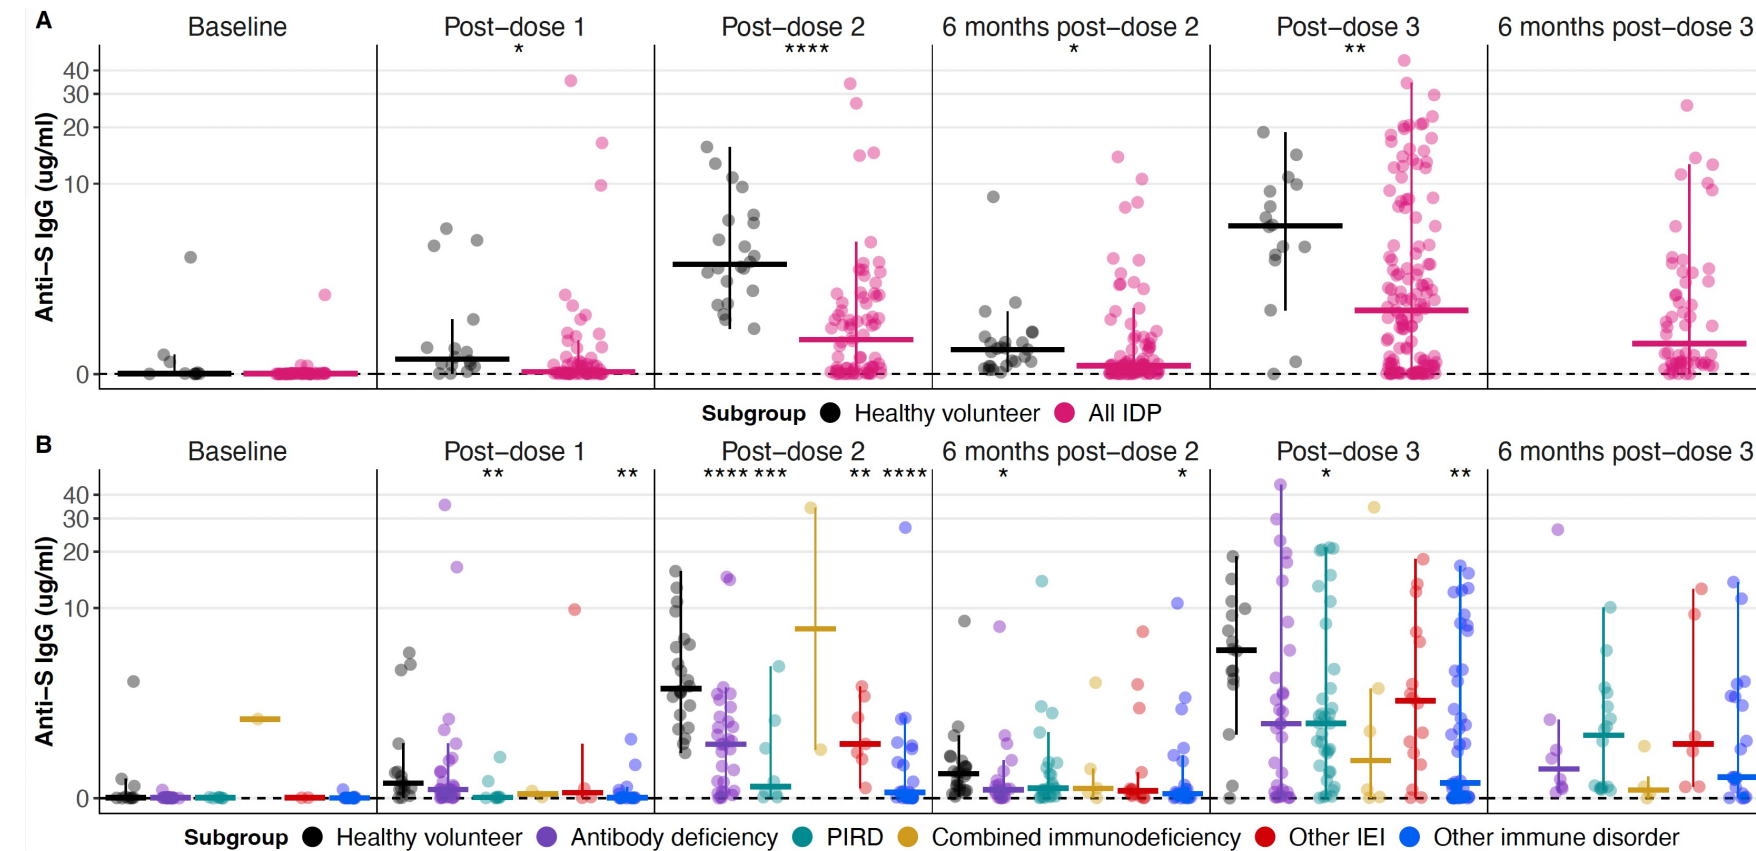 A
Baseline
Post-dose 1
Post-dose 2
6 months post-dose 2
Post-dose 3
6 months post-dose 3
*
****
*
**
Anti-S IgG (ug/ml)
40
30
20
10
0
Subgroup Healthy volunteer All IDP
B
Baseline
Post-dose 1
Post-dose 2
6 months post-dose 2
Post-dose 3
6 months post-dose 3
** **
**** *** ** ****
* *
* **
Anti-S IgG (ug/ml)
40
30
20
10
0
Subgroup Healthy volunteer Antibody deficiency PIRD Combined immunodeficiency Other IEI Other immune disorder